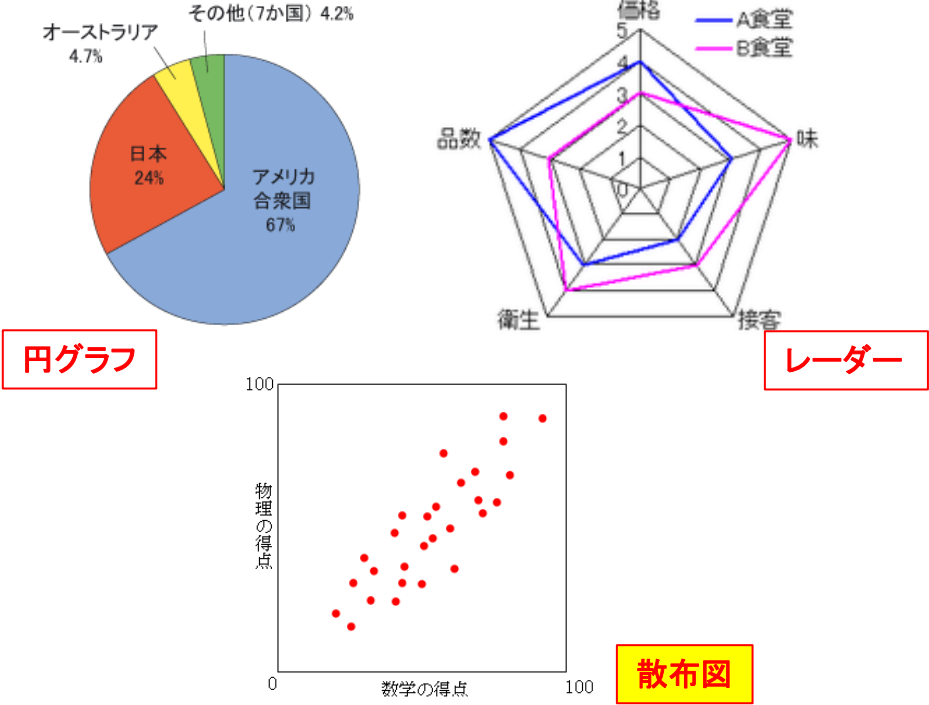 その他（7か国） 4.2%
オーストラリア
4.7%
日本
24%
アメリカ
合衆国
67%
円グラフ
価格
A食堂
B食堂
5
4
3
2
1
0
品数
味
衛生
接客
レーダー
100
物理の得点
0
数学の得点
100
散布図